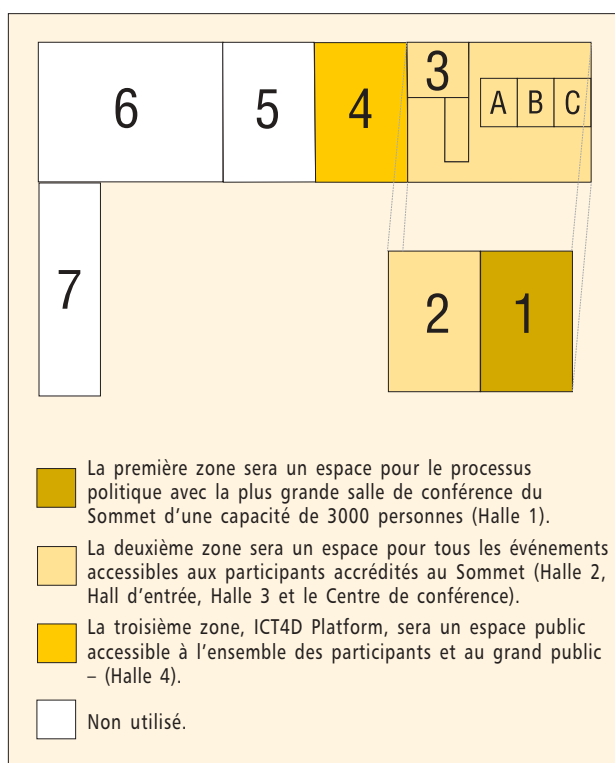 6
5
4
3
A B C
7
2
1
La première zone sera un espace pour le processus
politique avec la plus grande salle de conférence du
Sommet d'une capacité de 3000 personnes (Halle 1).
La deuxième zone sera un espace pour tous les événements
accessibles aux participants accrédités au Sommet (Halle 2,
Hall d'entrée, Halle 3 et le Centre de conférence).
La troisième zone, ICT4D Platform, sera un espace public
accessible à l'ensemble des participants et au grand public
– (Halle 4).
Non utilisé.